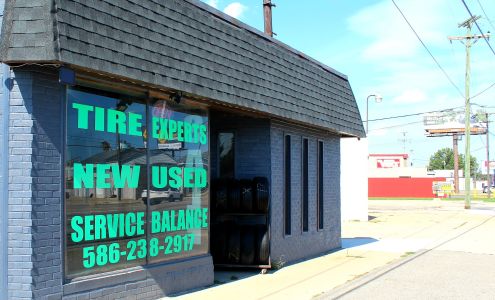 TIRE EXPERTS
NEW USED
SERVICE BALANCE
586-238-2917